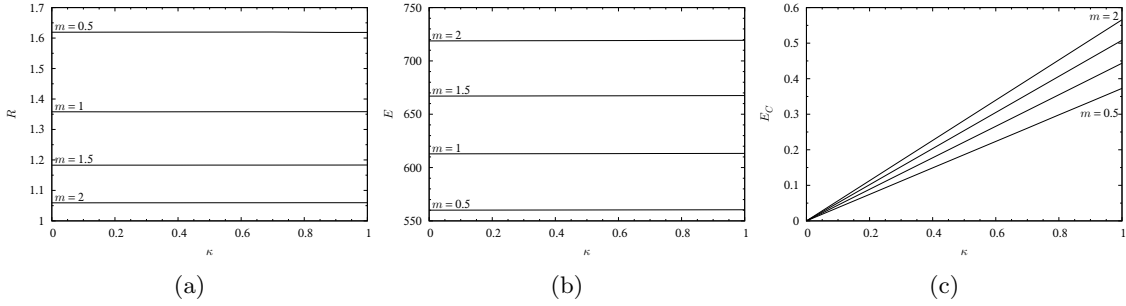 1.7
1.6
1.5
1.4
1.3
1.2
1.1
1
R
m = 0.5
m = 1
m = 1.5
m = 2
0 0.2 0.4 0.6 0.8 1
κ
(a)
750
700
650
600
550
E
m = 2
m = 1.5
m = 1
m = 0.5
0 0.2 0.4 0.6 0.8 1
κ
(b)
0.6
0.5
0.4
0.3
0.2
0.1
0
E_C
m = 2
m = 0.5
0 0.2 0.4 0.6 0.8 1
κ
(c)